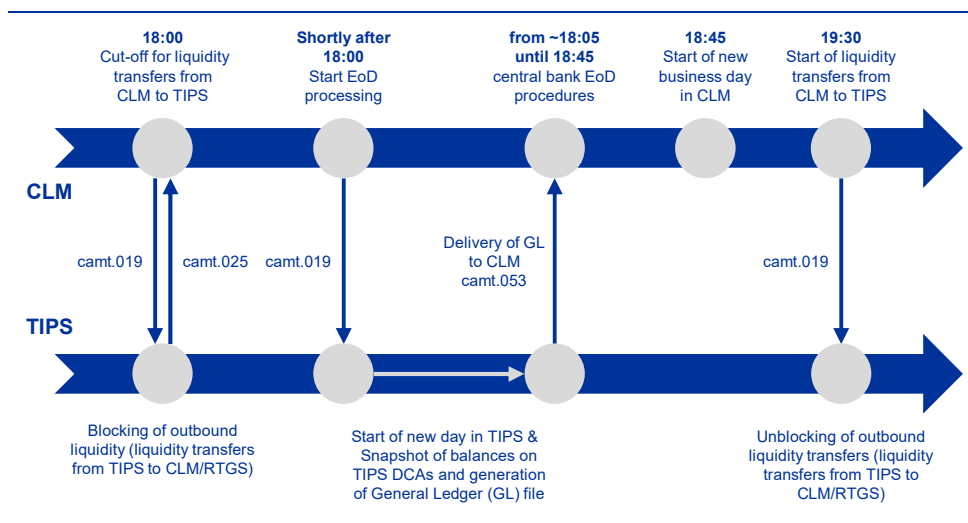 18:00
Cut-off for liquidity
transfers from
CLM to TIPS
Shortly after
18:00
Start EoD
processing
from ~18:05
until 18:45
central bank EoD
procedures
18:45
Start of new
business day
in CLM
19:30
Start of liquidity
transfers from
CLM to TIPS
CLM
camt.019
camt.025
camt.019
Delivery of GL
to CLM
camt.053
camt.019
TIPS
Blocking of outbound
liquidity (liquidity transfers
from TIPS to CLM/RTGS)
Start of new day in TIPS &
Snapshot of balances on
TIPS DCAs and generation
of General Ledger (GL) file
Unblocking of outbound
liquidity transfers (liquidity
transfers from TIPS to
CLM/RTGS)